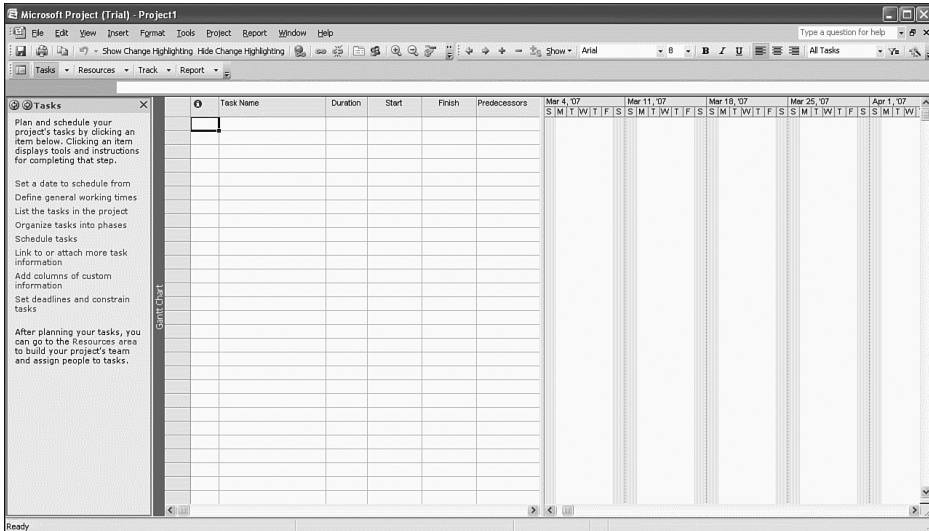 Microsoft Project (Trial) - Project1
File Edit View Insert Format Tools Project Report Window Help Type a question for help
Show Change Highlighting Hide Change Highlighting Show Arial 8 B I U All Tasks
Tasks Resources Track Report
Tasks
Plan and schedule your
project's tasks by clicking an
item below. Clicking an item
displays tools and instructions
for completing that step.
Set a date to schedule from
Define general working times
List the tasks in the project
Organize tasks into phases
Schedule tasks
Link to or attach more task
information
Add columns of custom
information
Set deadlines and constrain
tasks
After planning your tasks, you
can go to the Resources area
to build your project's team
and assign people to tasks.
Gantt Chart
Task Name Duration Start Finish Predecessors
Mar 4, '07 Mar 11, '07 Mar 18, '07 Mar 25, '07 Apr 1, '07
S M T W T F S S M T W T F S S M T W T F S S M T W T F S S M T W
Ready